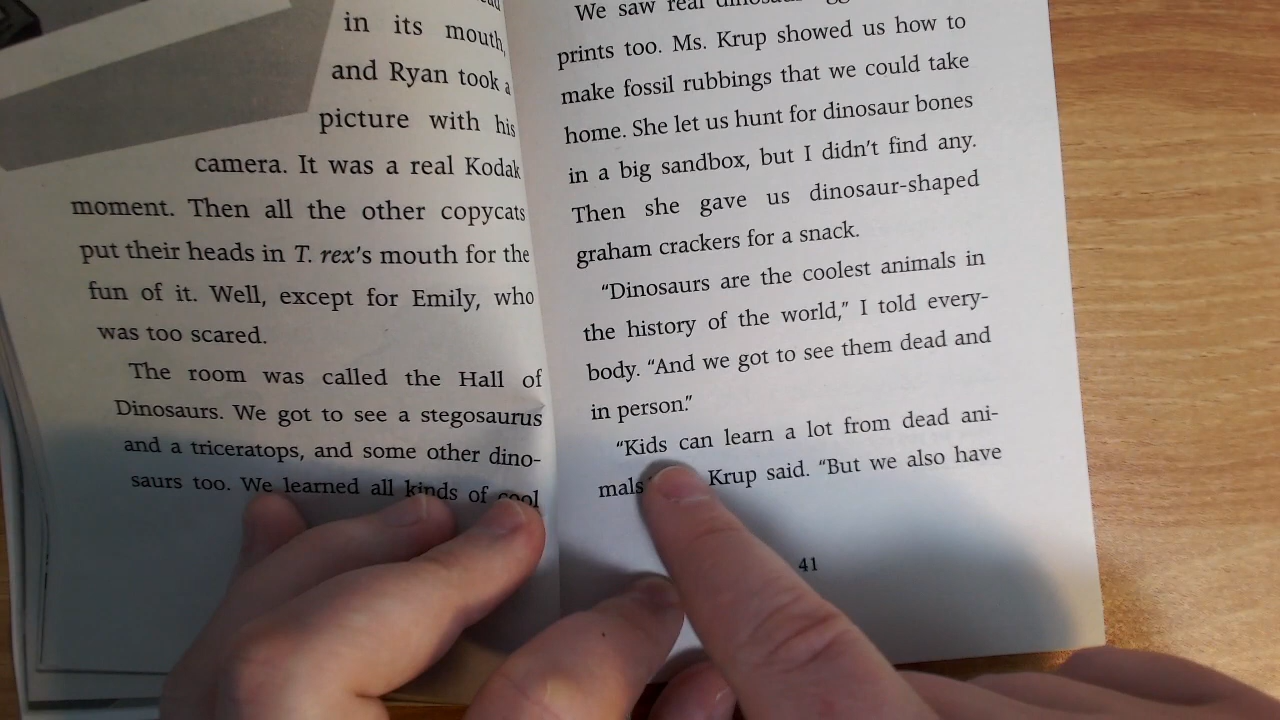 in its mouth,
and Ryan took a
picture with his
camera. It was a real Kodak
moment. Then all the other copycats
put their heads in T. rex's mouth for the
fun of it. Well, except for Emily, who
was too scared.
The room was called the Hall of
Dinosaurs. We got to see a stegosaurus
and a triceratops, and some other dino-
saurs too. We learned all kinds of cool
We saw real
prints too. Ms. Krup showed us how to
make fossil rubbings that we could take
home. She let us hunt for dinosaur bones
in a big sandbox, but I didn't find any.
Then she gave us dinosaur-shaped
graham crackers for a snack.
“Dinosaurs are the coolest animals in
the history of the world,” I told every-
body. “And we got to see them dead and
in person.”
“Kids can learn a lot from dead ani-
mals Krup said. “But we also have
41